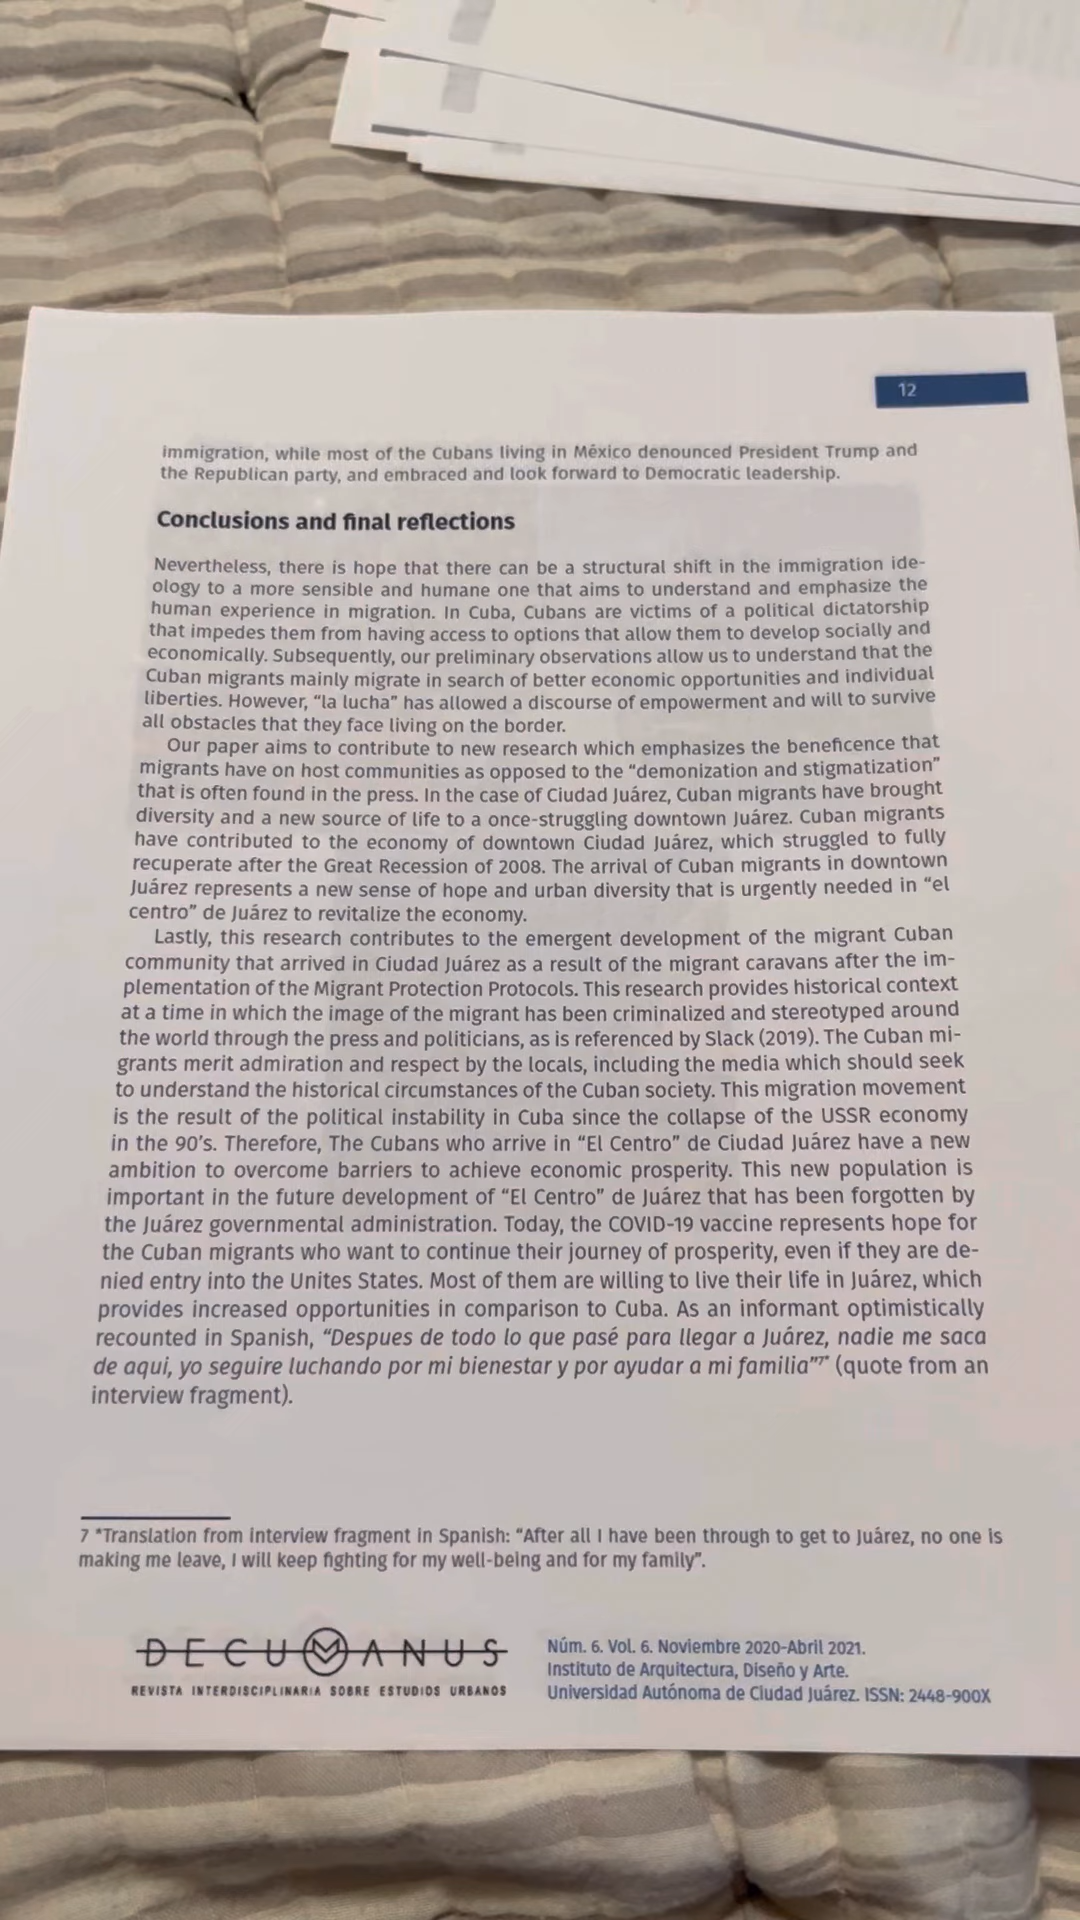 12
immigration, while most of the Cubans living in México denounced President Trump and
the Republican party, and embraced and look forward to Democratic leadership.
Conclusions and final reflections
Nevertheless, there is hope that there can be a structural shift in the immigration ide-
ology to a more sensible and humane one that aims to understand and emphasize the
human experience in migration. In Cuba, Cubans are victims of a political dictatorship
that impedes them from having access to options that allow them to develop socially and
economically. Subsequently, our preliminary observations allow us to understand that the
Cuban migrants mainly migrate in search of better economic opportunities and individual
liberties. However, “la lucha” has allowed a discourse of empowerment and will to survive
all obstacles that they face living on the border.
Our paper aims to contribute to new research which emphasizes the beneficence that
migrants have on host communities as opposed to the “demonization and stigmatization”
that is often found in the press. In the case of Ciudad Juárez, Cuban migrants have brought
diversity and a new source of life to a once-struggling downtown Juárez. Cuban migrants
have contributed to the economy of downtown Ciudad Juárez, which struggled to fully
recuperate after the Great Recession of 2008. The arrival of Cuban migrants in downtown
Juárez represents a new sense of hope and urban diversity that is urgently needed in “el
centro” de Juárez to revitalize the economy.
Lastly, this research contributes to the emergent development of the migrant Cuban
community that arrived in Ciudad Juárez as a result of the migrant caravans after the im-
plementation of the Migrant Protection Protocols. This research provides historical context
at a time in which the image of the migrant has been criminalized and stereotyped around
the world through the press and politicians, as is referenced by Slack (2019). The Cuban mi-
grants merit admiration and respect by the locals, including the media which should seek
to understand the historical circumstances of the Cuban society. This migration movement
is the result of the political instability in Cuba since the collapse of the USSR economy
in the 90’s. Therefore, The Cubans who arrive in “El Centro” de Ciudad Juárez have a new
ambition to overcome barriers to achieve economic prosperity. This new population is
important in the future development of “El Centro” de Juárez that has been forgotten by
the Juárez governmental administration. Today, the COVID-19 vaccine represents hope for
the Cuban migrants who want to continue their journey of prosperity, even if they are de-
nied entry into the Unites States. Most of them are willing to live their life in Juárez, which
provides increased opportunities in comparison to Cuba. As an informant optimistically
recounted in Spanish, “Despues de todo lo que pasé para llegar a Juárez, nadie me saca
de aqui, yo seguire luchando por mi bienestar y por ayudar a mi familia”7* (quote from an
interview fragment).
7 *Translation from interview fragment in Spanish: “After all I have been through to get to Juárez, no one is
making me leave, I will keep fighting for my well-being and for my family”.
DECUMANUS
REVISTA INTERDISCIPLINARIA SOBRE ESTUDIOS URBANOS
Núm. 6. Vol. 6. Noviembre 2020-Abril 2021.
Instituto de Arquitectura, Diseño y Arte.
Universidad Autónoma de Ciudad Juárez. ISSN: 2448-900X